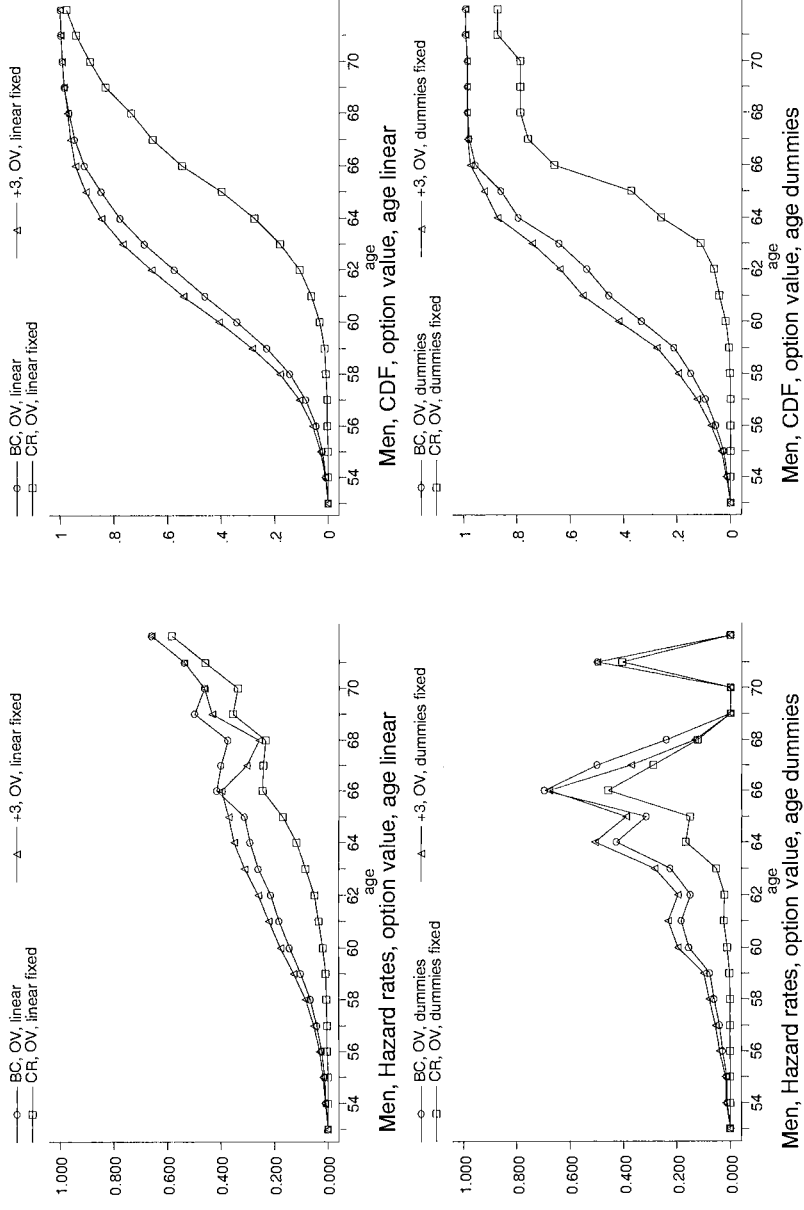 BC, OV, linear
+3, OV, linear fixed
CR, OV, linear fixed
1.000
0.800
0.600
0.400
0.200
0.000
54 56 58 60 62 64 66 68 70
age
Men, Hazard rates, option value, age linear
BC, OV, linear
+3, OV, linear fixed
CR, OV, linear fixed
1
.8
.6
.4
.2
0
54 56 58 60 62 64 66 68 70
age
Men, CDF, option value, age linear
BC, OV, dummies
+3, OV, dummies fixed
CR, OV, dummies fixed
1.000
0.800
0.600
0.400
0.200
0.000
54 56 58 60 62 64 66 68 70
age
Men, Hazard rates, option value, age dummies
BC, OV, dummies
+3, OV, dummies fixed
CR, OV, dummies fixed
1
.8
.6
.4
.2
0
54 56 58 60 62 64 66 68 70
age
Men, CDF, option value, age dummies